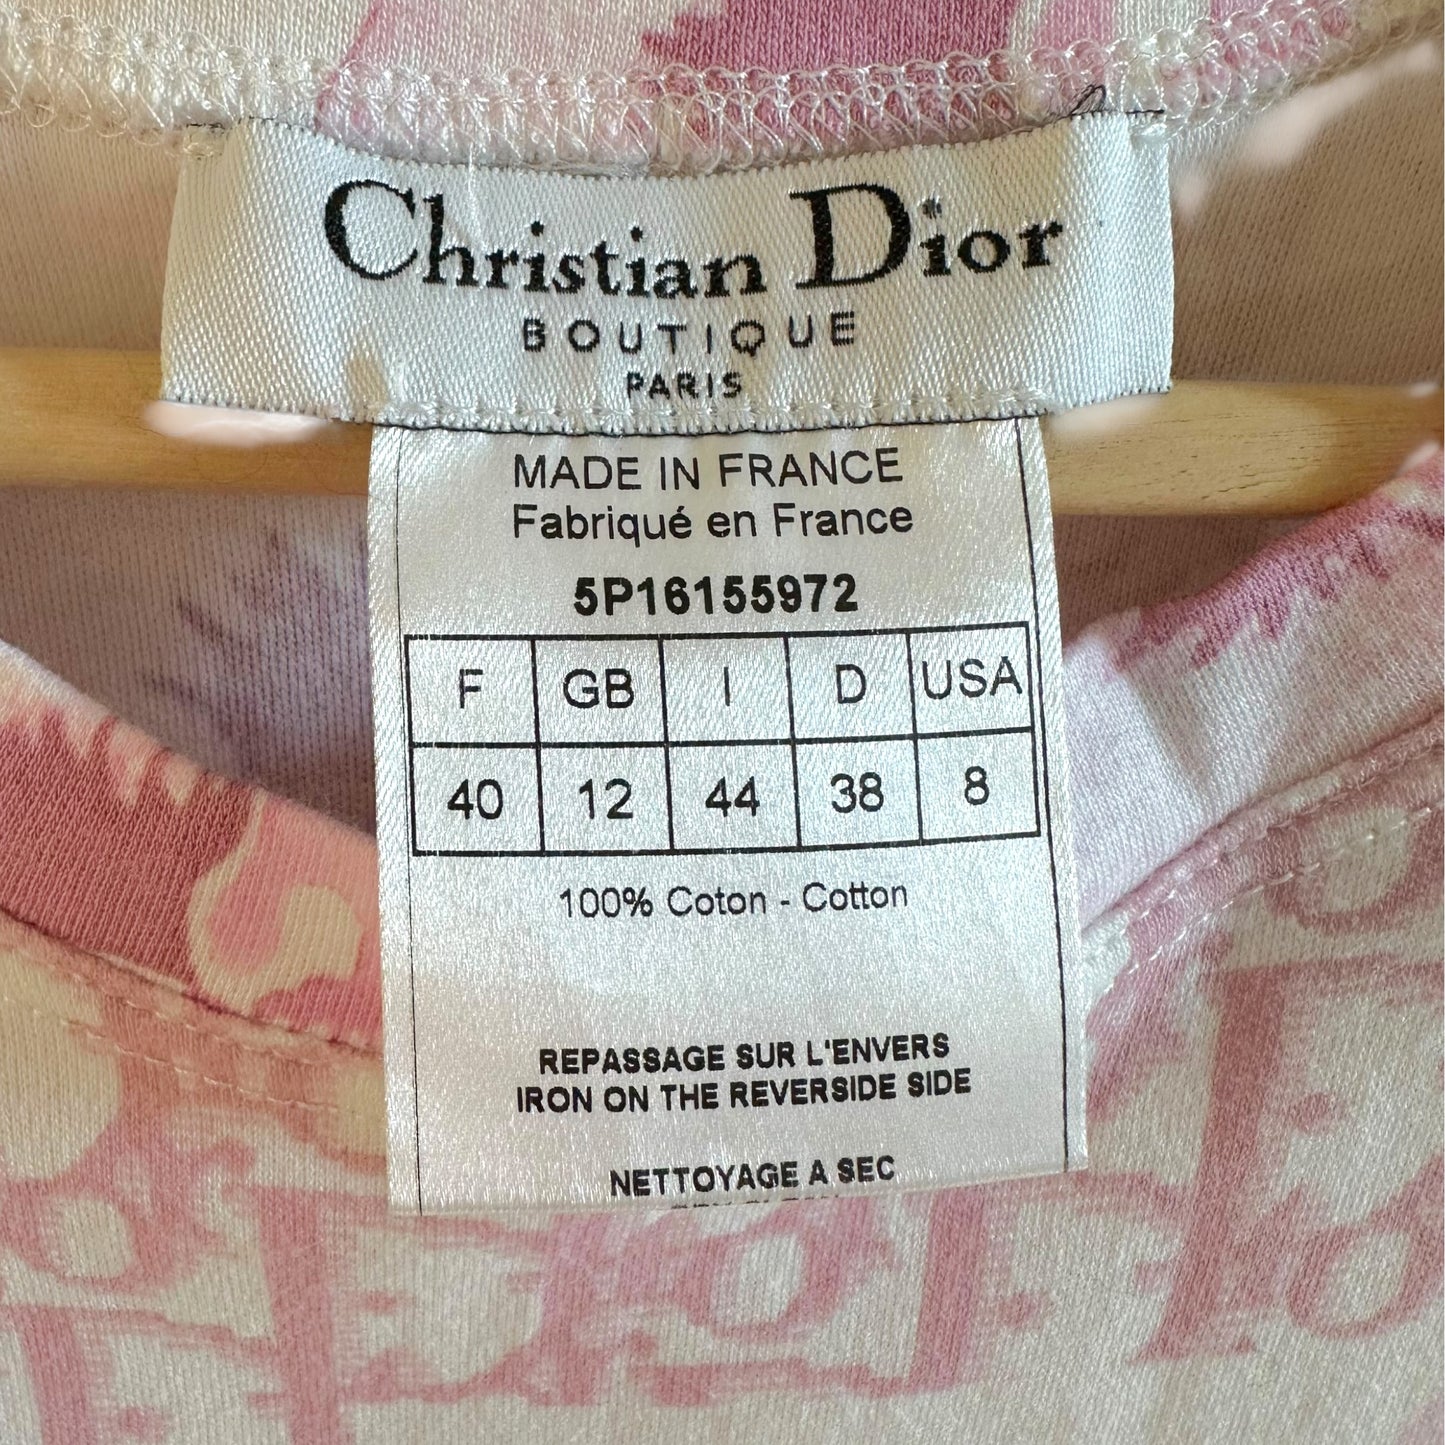 Christian Dior
BOUTIQUE
PARIS
MADE IN FRANCE
Fabriqué en France
5P16155972
F GB I D USA
40 12 44 38 8
100% Coton - Cotton
REPASSAGE SUR L'ENVERS
IRON ON THE REVERSIDE SIDE
NETTOYAGE A SEC